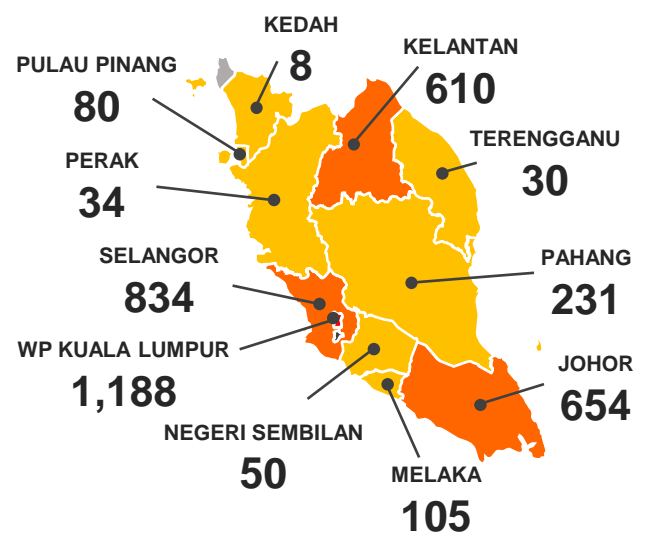 KEDAH
8
KELANTAN
610
PULAU PINANG
80
TERENGGANU
30
PERAK
34
SELANGOR
834
PAHANG
231
WP KUALA LUMPUR
1,188
JOHOR
654
NEGERI SEMBILAN
50
MELAKA
105